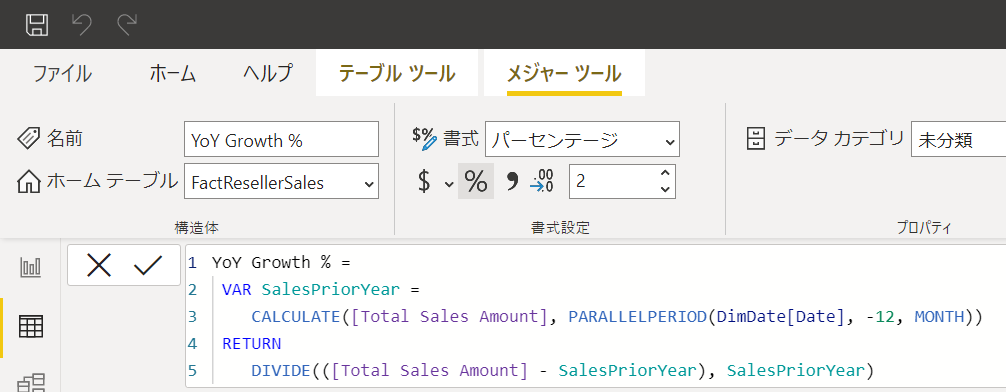 ファイル ホーム ヘルプ テーブル ツール メジャー ツール
名前 YoY Growth % $% 書式 パーセンテージ データ カテゴリ 未分類
ホーム テーブル FactResellerSales $ % 9 .00 .0 2
構造体 書式設定 プロパティ
1 YoY Growth % =
2 VAR SalesPriorYear =
3 CALCULATE([Total Sales Amount], PARALLELPERIOD(DimDate[Date], -12, MONTH))
4 RETURN
5 DIVIDE(([Total Sales Amount] - SalesPriorYear), SalesPriorYear)